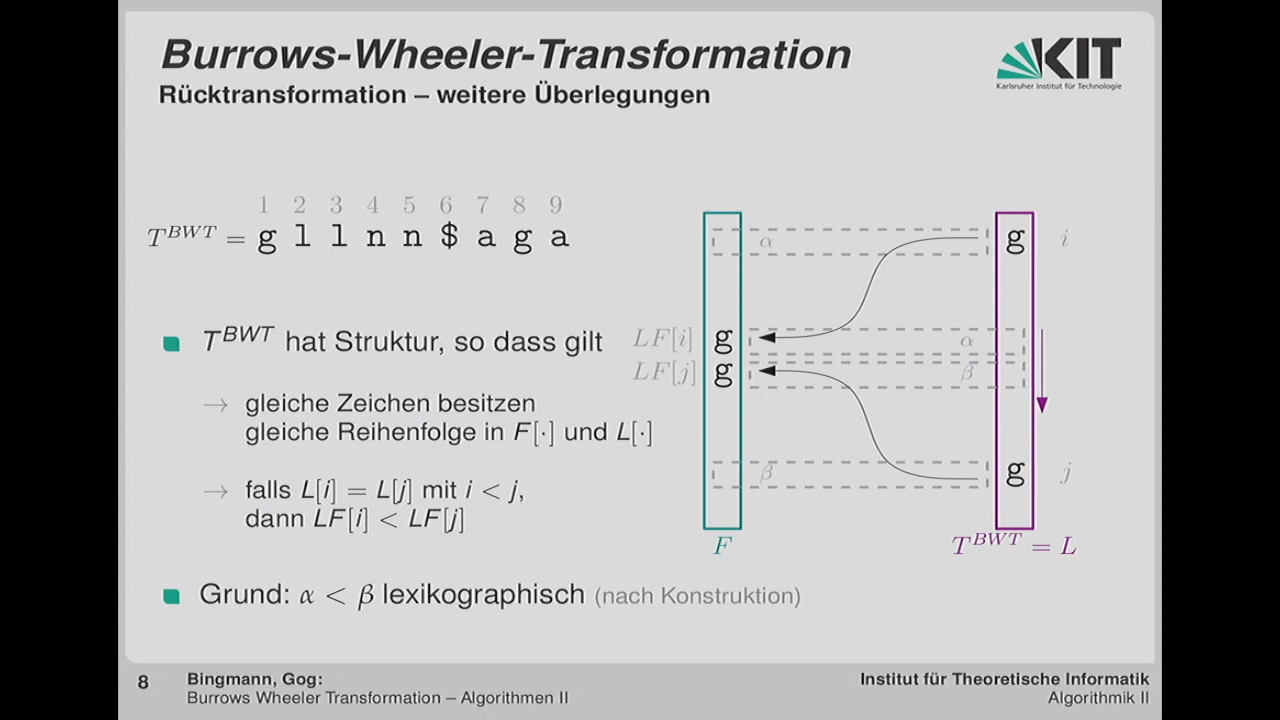 Burrows-Wheeler-Transformation
Rücktransformation – weitere Überlegungen
KIT
Karlsruher Institut für Technologie
1 2 3 4 5 6 7 8 9
T^BWT = g l l n n $ a g a
T^BWT hat Struktur, so dass gilt
→ gleiche Zeichen besitzen
gleiche Reihenfolge in F[·] und L[·]
→ falls L[i] = L[j] mit i < j,
dann LF[i] < LF[j]
Grund: α < β lexikographisch (nach Konstruktion)
α g i
LF[i] g α
LF[j] g β
β g j
F T^BWT = L
8 Bingmann, Gog:
Burrows Wheeler Transformation – Algorithmen II
Institut für Theoretische Informatik
Algorithmik II